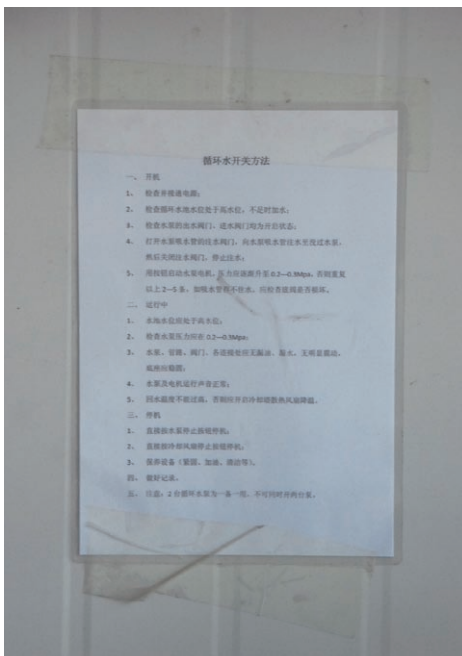 循环水开关方法
一、 开机
1、 检查并接通电源；
2、 检查循环水池水位处于高水位，不足时加水；
3、 检查水泵的出水阀门、进水阀门均为开启状态；
4、 打开水泵吸水管的注水阀门，向水泵吸水管注水至没过水泵，
然后关闭注水阀门，停止注水；
5、 用按钮启动水泵电机，压力应速跟升至 0.2—0.3Mpa，否则重复
以上 2—5 条，如吸水管存不住水，应检查底阀是否损坏。
二、 运行中
1、 水池水位应处于高水位；
2、 检查水泵压力应在 0.2—0.3Mpa；
3、 水泵、管路、阀门、各连接处应无漏油、漏水，无明显震动，
底座应稳固；
4、 水泵及电机运行声音正常；
5、 回水温度不能过高，否则应开启冷却塔散热风扇降温。
三、 停机
1、 直接按水泵停止按钮停机；
2、 直接按冷却风扇停止按钮停机；
3、 保养设备（紧固、加油、清洁等）。
四、 做好记录。
五、 注意：2 台循环水泵为一备一用，不可同时开两台泵。